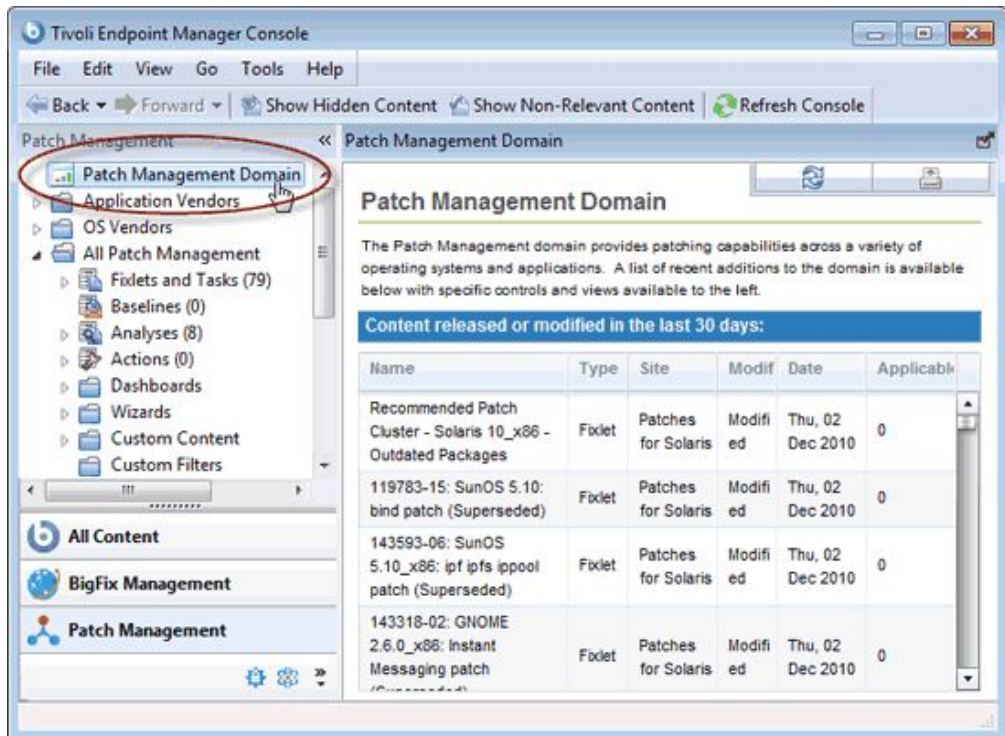 Tivoli Endpoint Manager Console
File Edit View Go Tools Help
Back Forward Show Hidden Content Show Non-Relevant Content Refresh Console
Patch Management
Patch Management Domain
Application Vendors
OS Vendors
All Patch Management
Fixlets and Tasks (79)
Baselines (0)
Analyses (8)
Actions (0)
Dashboards
Wizards
Custom Content
Custom Filters
All Content
BigFix Management
Patch Management
Patch Management Domain
Patch Management Domain
The Patch Management domain provides patching capabilities across a variety of
operating systems and applications. A list of recent additions to the domain is available
below with specific controls and views available to the left.
Content released or modified in the last 30 days:
Name Type Site Modif Date Applicable
Recommended Patch
Cluster - Solaris 10_x86 -
Outdated Packages
Fixlet
Patches
for Solaris
Modifi
ed
Thu, 02
Dec 2010
0
119783-15: SunOS 5.10:
bind patch (Superseded)
Fixlet
Patches
for Solaris
Modifi
ed
Thu, 02
Dec 2010
0
143593-06: SunOS
5.10_x86: ipf ipfs ippool
patch (Superseded)
Fixlet
Patches
for Solaris
Modifi
ed
Thu, 02
Dec 2010
0
143318-02: GNOME
2.6.0_x86: Instant
Messaging patch
(Superseded)
Fixlet
Patches
for Solaris
Modifi
ed
Thu, 02
Dec 2010
0